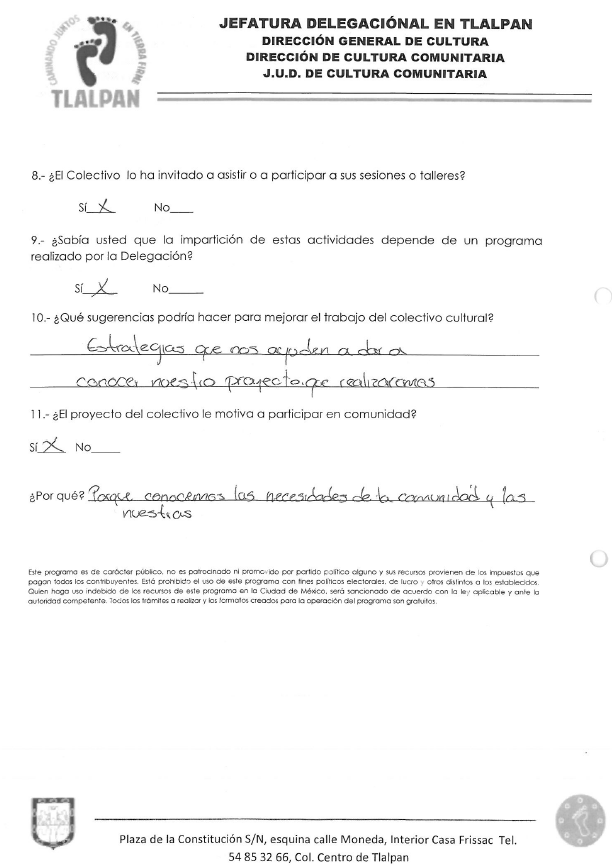 CAMINANDO JUNTOS EN TIERRA FIRME
TLALPAN
JEFATURA DELEGACIÓNAL EN TLALPAN
DIRECCIÓN GENERAL DE CULTURA
DIRECCIÓN DE CULTURA COMUNITARIA
J.U.D. DE CULTURA COMUNITARIA
8.- ¿El Colectivo lo ha invitado a asistir o a participar a sus sesiones o talleres?
Sí X No___
9.- ¿Sabía usted que la impartición de estas actividades depende de un programa
realizado por la Delegación?
Sí X No_____
10.- ¿Qué sugerencias podría hacer para mejorar el trabajo del colectivo cultural?
Estrategias que nos ayuden a dar a
conocer nuestro proyecto que realizaremos
11.- ¿El proyecto del colectivo le motiva a participar en comunidad?
Sí X No____
¿Por qué? Porque conocemos las necesidades de la comunidad y las
nuestras
Este programa es de carácter público, no es patrocinado ni promovido por partido político alguno y sus recursos provienen de los impuestos que
pagan todos los contribuyentes. Está prohibido el uso de este programa con fines políticos electorales, de lucro y otros distintos a los establecidos.
Quien haga uso indebido de los recursos de este programa en la Ciudad de México, será sancionado de acuerdo con la ley aplicable y ante la
autoridad competente. Todos los trámites a realizar y los formatos creados para la operación del programa son gratuitos.
Plaza de la Constitución S/N, esquina calle Moneda, Interior Casa Frissac Tel.
54 85 32 66, Col. Centro de Tlalpan